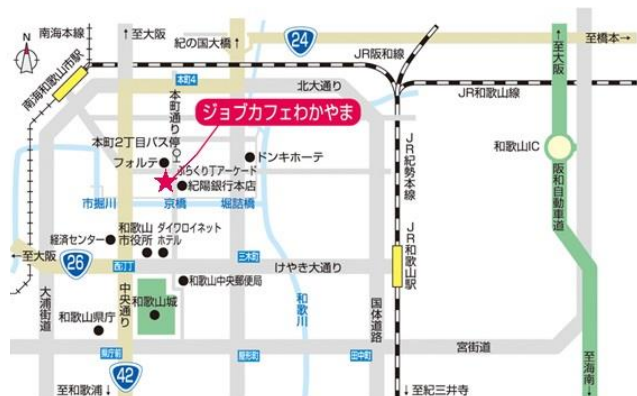 N
南海本線
↑至大阪
紀の国大橋↑
24
JR阪和線
↑至大阪
至橋本→
南海和歌山市駅
本町4
北大通り
JR和歌山線
本町通り
ジョブカフェわかやま
本町2丁目バス停
フォルテ
ドンキホーテ
ぶらくり丁アーケード
紀陽銀行本店
JR紀勢本線
和歌山IC
阪和自動車道
市堀川
京橋
堀詰橋
経済センター
和歌山
市役所
ダイワロイネット
ホテル
←至大阪
26
西汀丁
三木町
けやき大通り
JR和歌山駅
和歌山中央郵便局
大浦街道
中央通り
和歌山城
和歌川
国体道路
和歌山県庁
県庁前
屋形町
田中町
宮街道
42
至和歌浦↓
↓至紀三井寺
至海南↓